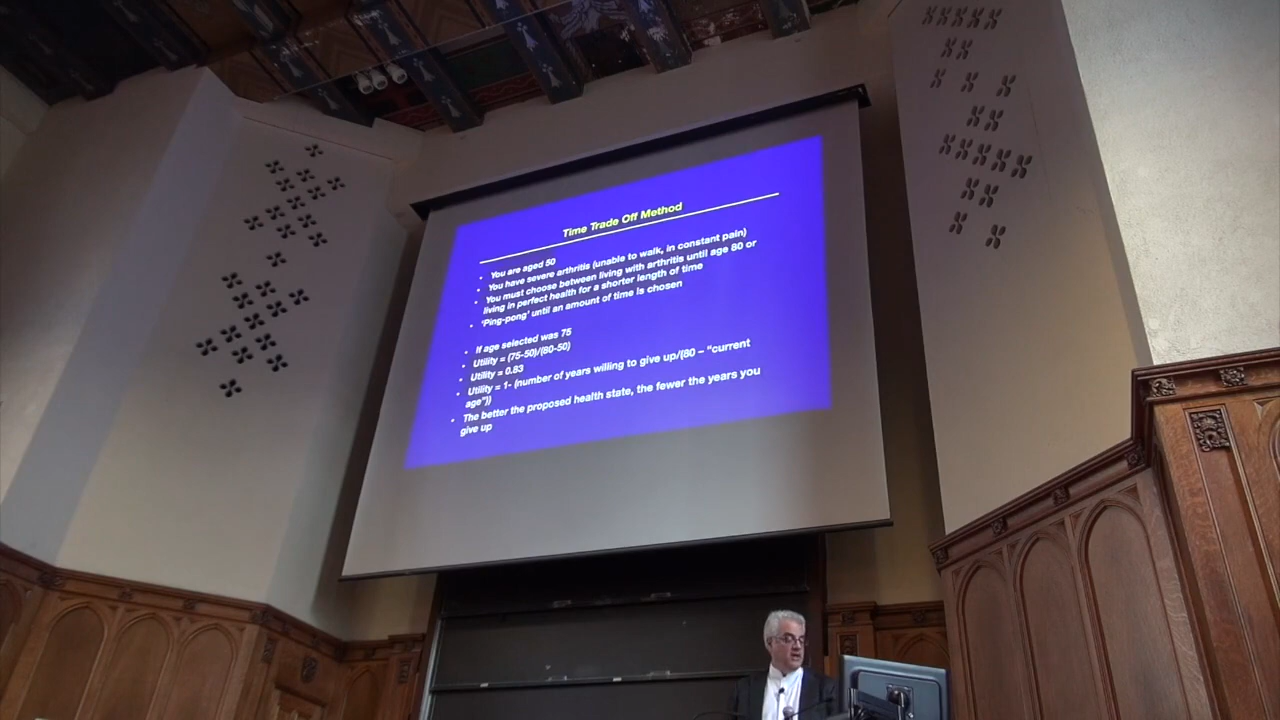 Time Trade Off Method
• You are aged 50
• You have severe arthritis (unable to walk, in constant pain)
• You must choose between living with arthritis until age 80 or
living in perfect health for a shorter length of time
• 'Ping-pong' until an amount of time is chosen
• If age selected was 75
• Utility = (75-50)/(80-50)
• Utility = 0.83
• Utility = 1- (number of years willing to give up/(80 – "current
age"))
• The better the proposed health state, the fewer the years you
give up